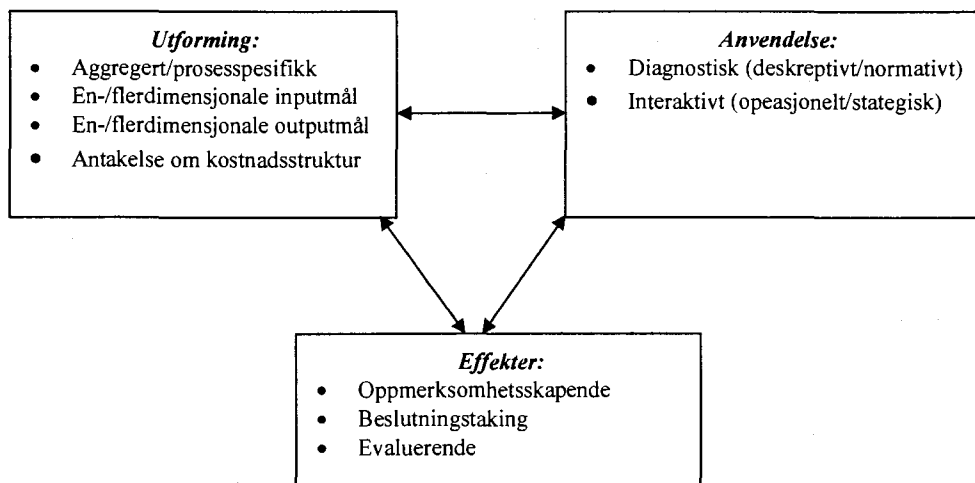 Utforming:
• Aggregert/prosesspesifikk
• En-/flerdimensjonale inputmål
• En-/flerdimensjonale outputmål
• Antakelse om kostnadsstruktur
Anvendelse:
• Diagnostisk (deskreptivt/normativt)
• Interaktivt (opeasjonelt/stategisk)
Effekter:
• Oppmerksomhetsskapende
• Beslutningstaking
• Evaluerende